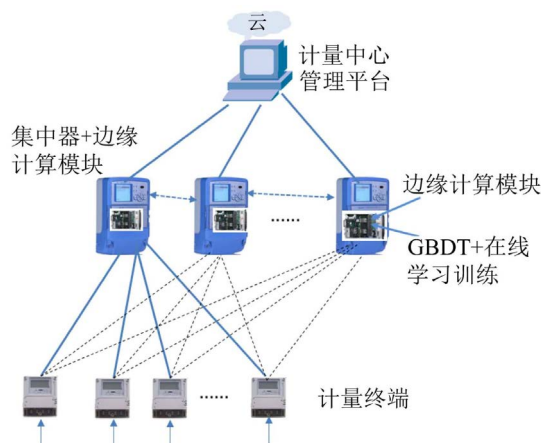 云
计量中心
管理平台
集中器+边缘
计算模块
边缘计算模块
......
GBDT+在线
学习训练
......
计量终端